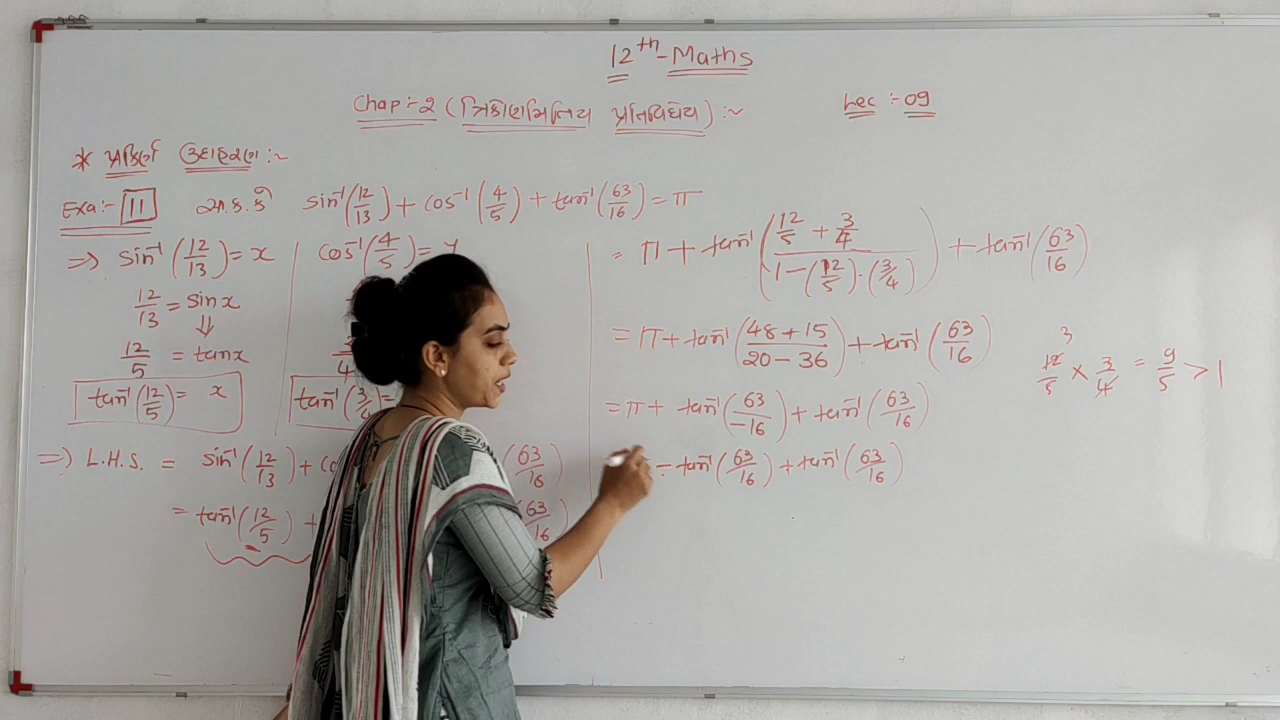 12th - Maths
Chap :- 2 (ત્રિકોણમિતિય પ્રતિવિધેય) :~
Lec :- 09
* પ્રકીર્ણ ઉદાહરણ :~
Exa :- 11 સા.કે.કે sin⁻¹(12/13) + cos⁻¹(4/5) + tan⁻¹(63/16) = π
=> sin⁻¹(12/13) = x
12/13 = sinx
⇓
12/5 = tanx
tan⁻¹(12/5) = x
cos⁻¹(4/5) = y
tan⁻¹(3/4) =
=> L.H.S. = sin⁻¹(12/13) + (63/16)
= tan⁻¹(12/5) + (63/16)
= π + tan⁻¹((12/5 + 3/4)/(1-(12/5)·(3/4))) + tan⁻¹(63/16)
= π + tan⁻¹((48+15)/(20-36)) + tan⁻¹(63/16)
= π + tan⁻¹(63/-16) + tan⁻¹(63/16)
- tan⁻¹(63/16) + tan⁻¹(63/16)
3
12/5 × 3/4 = 9/5 > 1